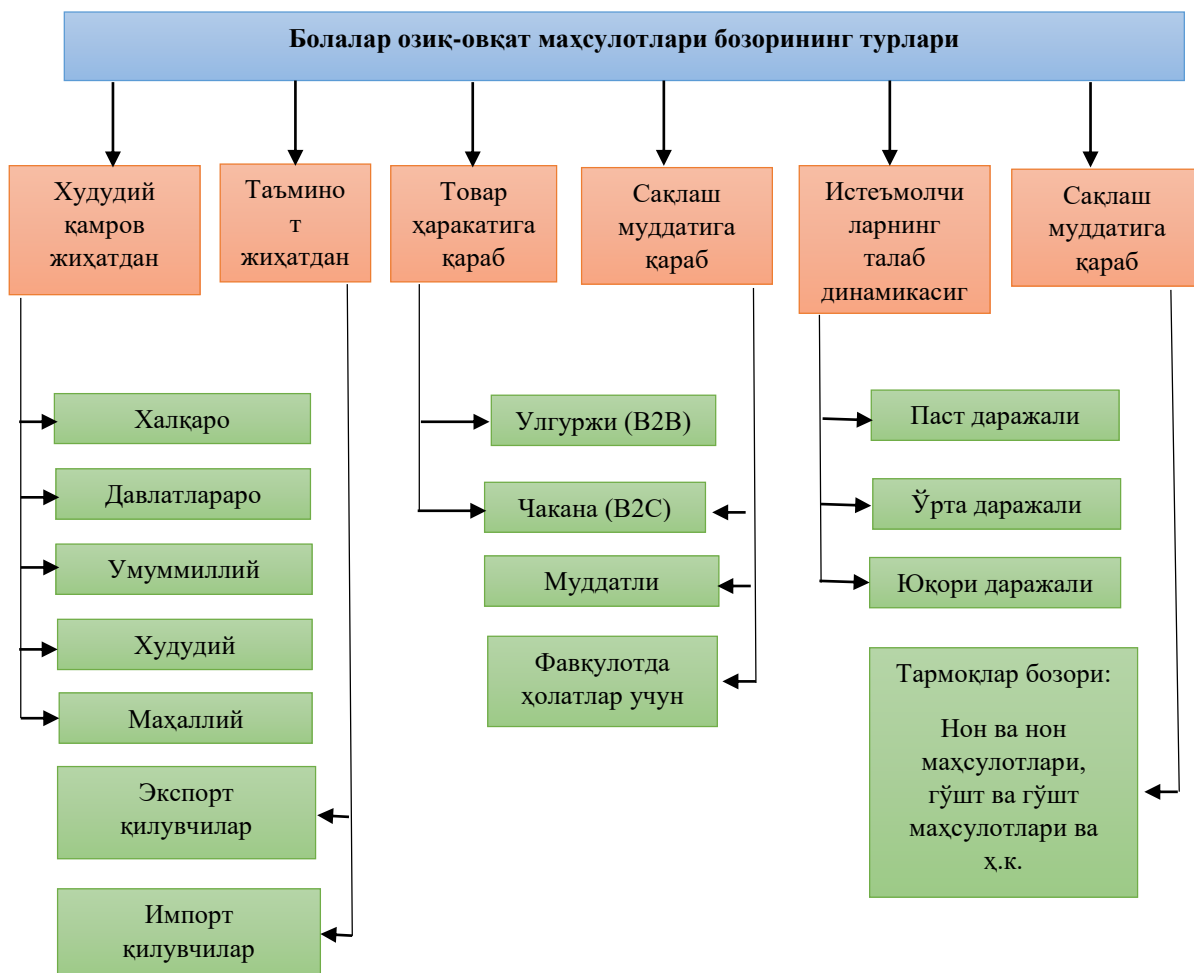 Болалар озиқ-овқат маҳсулотлари бозорининг турлари
Худудий
қамров
жиҳатдан
Таъмино
т
жиҳатдан
Товар
ҳаракатига
қараб
Сақлаш
муддатига
қараб
Истеъмолчи
ларнинг
талаб
динамикасиг
Сақлаш
муддатига
қараб
Халқаро
Давлатлараро
Умуммиллий
Худудий
Маҳаллий
Экспорт
қилувчилар
Импорт
қилувчилар
Улгуржи (B2B)
Чакана (B2C)
Муддатли
Фавқулотда
ҳолатлар учун
Паст даражали
Ўрта даражали
Юқори даражали
Тармоқлар бозори:
Нон ва нон
маҳсулотлари,
гўшт ва гўшт
маҳсулотлари ва
ҳ.к.